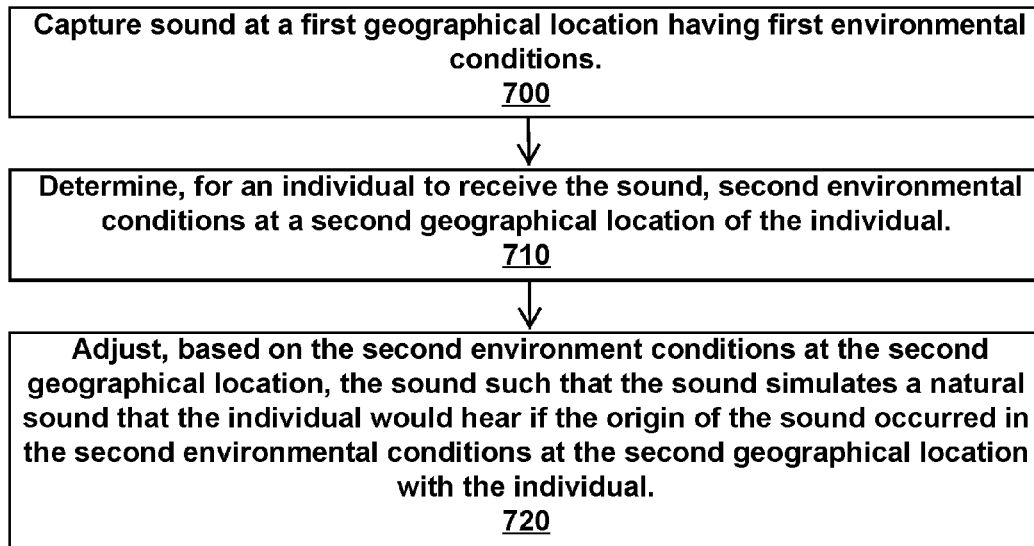 Capture sound at a first geographical location having first environmental
conditions.
700
Determine, for an individual to receive the sound, second environmental
conditions at a second geographical location of the individual.
710
Adjust, based on the second environment conditions at the second
geographical location, the sound such that the sound simulates a natural
sound that the individual would hear if the origin of the sound occurred in
the second environmental conditions at the second geographical location
with the individual.
720